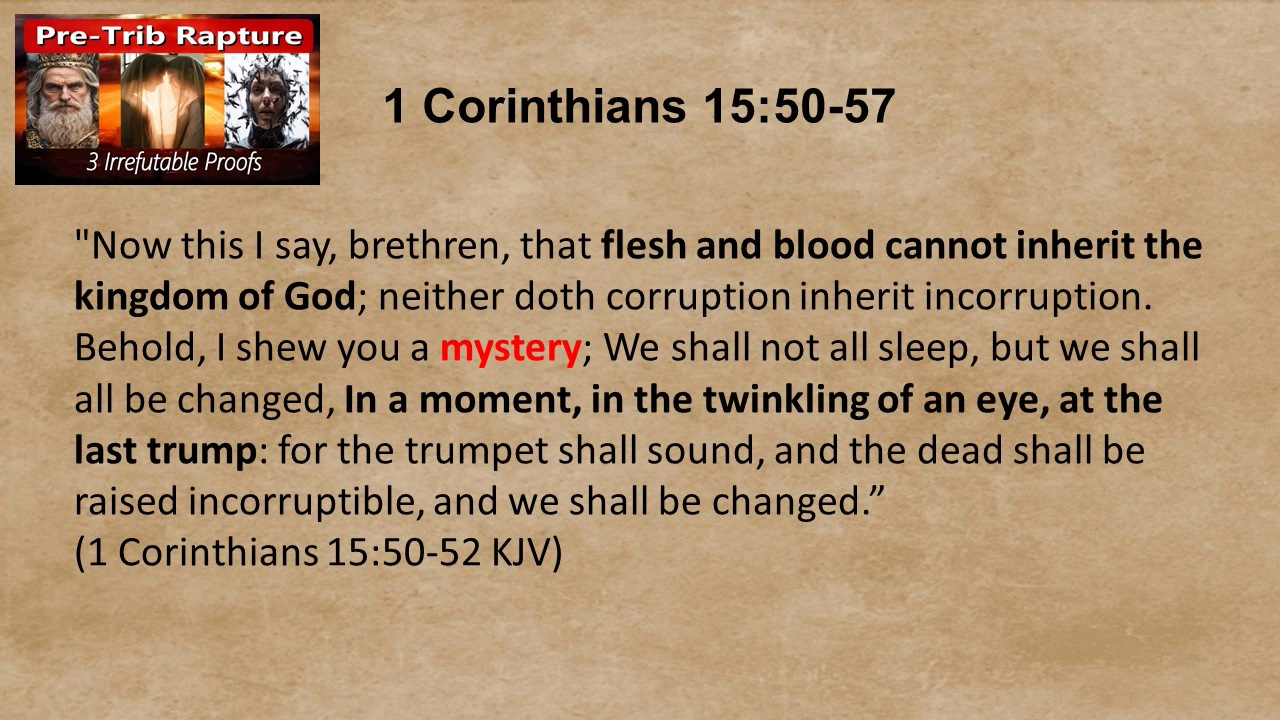 Pre-Trib Rapture
3 Irrefutable Proofs
1 Corinthians 15:50-57
"Now this I say, brethren, that flesh and blood cannot inherit the
kingdom of God; neither doth corruption inherit incorruption.
Behold, I shew you a mystery; We shall not all sleep, but we shall
all be changed, In a moment, in the twinkling of an eye, at the
last trump: for the trumpet shall sound, and the dead shall be
raised incorruptible, and we shall be changed.”
(1 Corinthians 15:50-52 KJV)